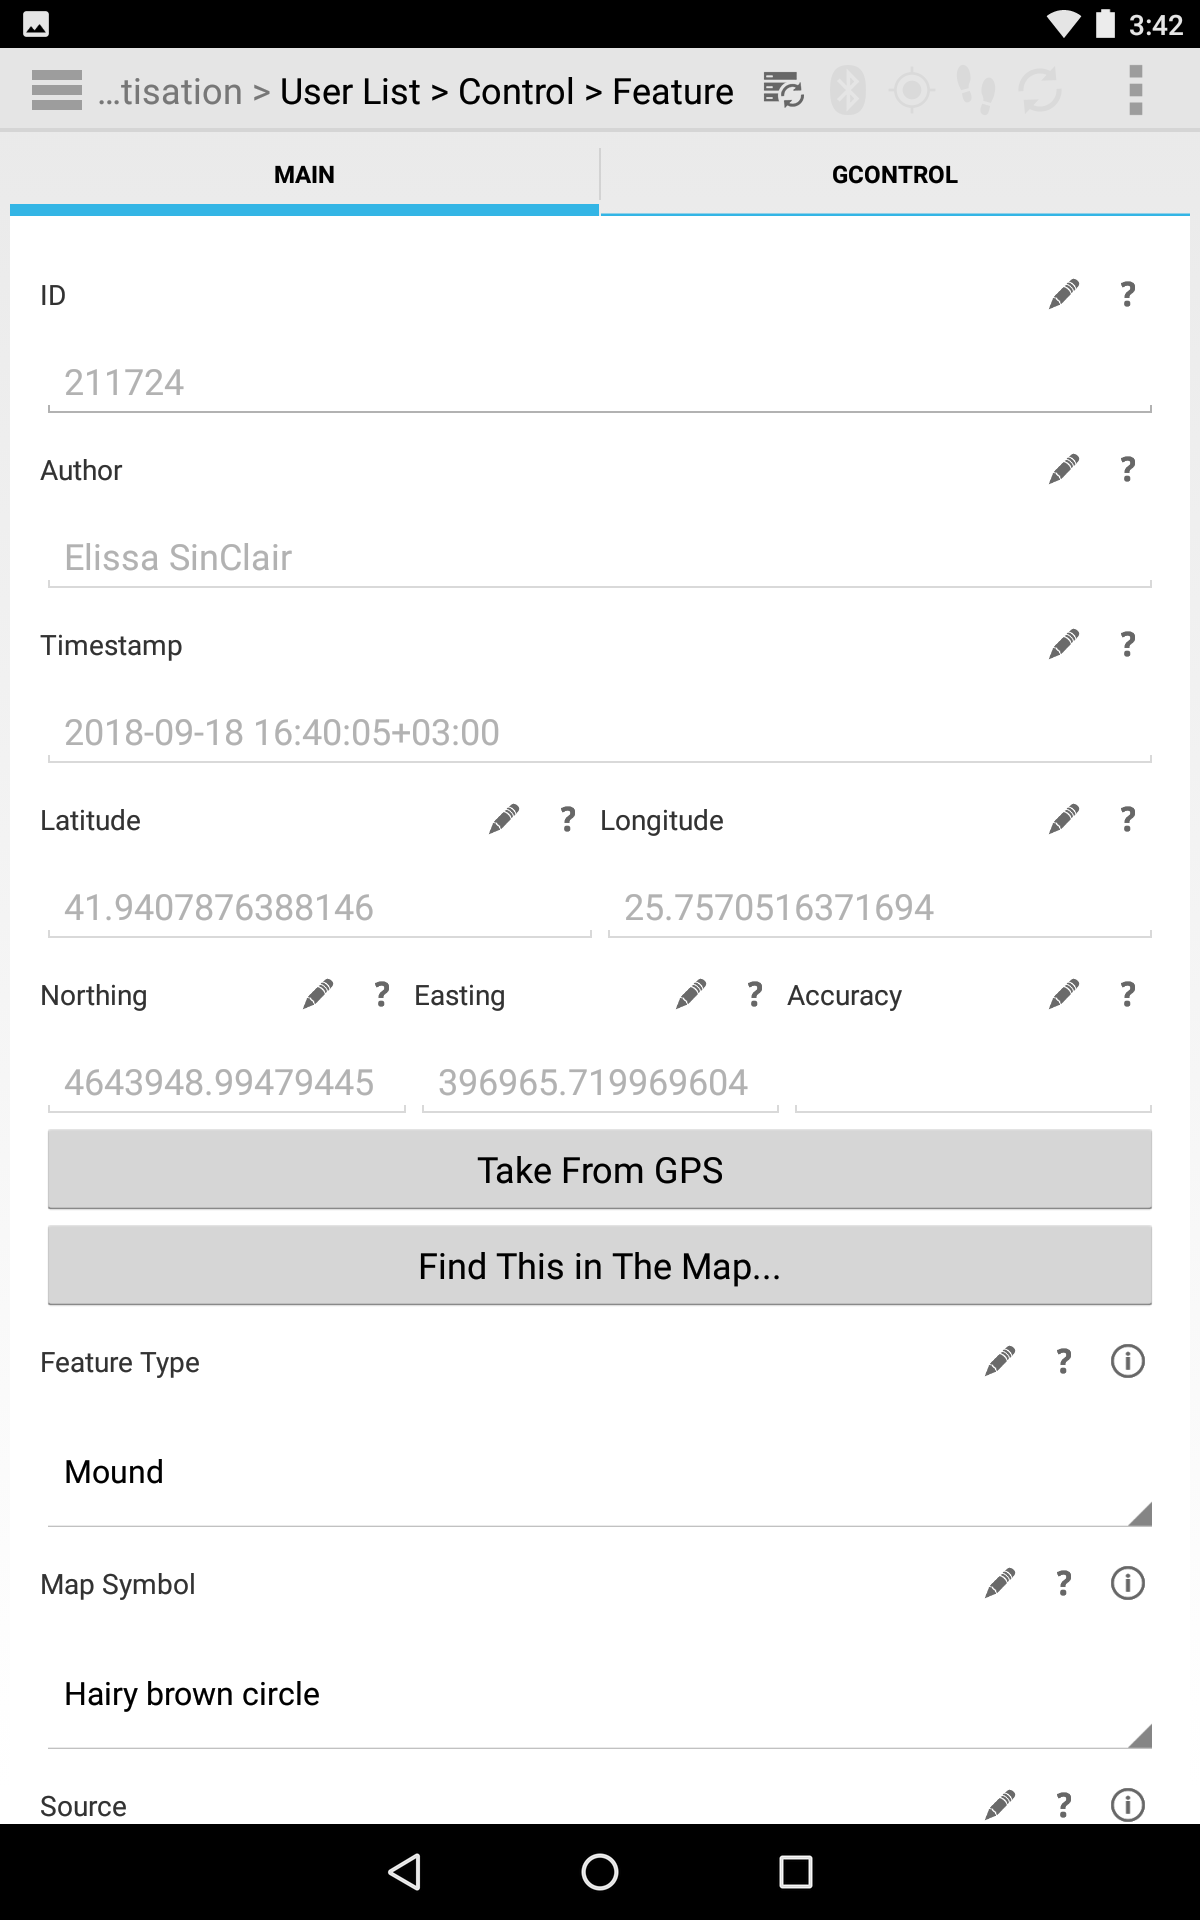 3:42
...tisation > User List > Control > Feature
MAIN GCONTROL
ID ?
211724
Author ?
Elissa SinClair
Timestamp ?
2018-09-18 16:40:05+03:00
Latitude ? Longitude ?
41.9407876388146 25.7570516371694
Northing ? Easting ? Accuracy ?
4643948.99479445 396965.719969604
Take From GPS
Find This in The Map...
Feature Type ? i
Mound
Map Symbol ? i
Hairy brown circle
Source ? i